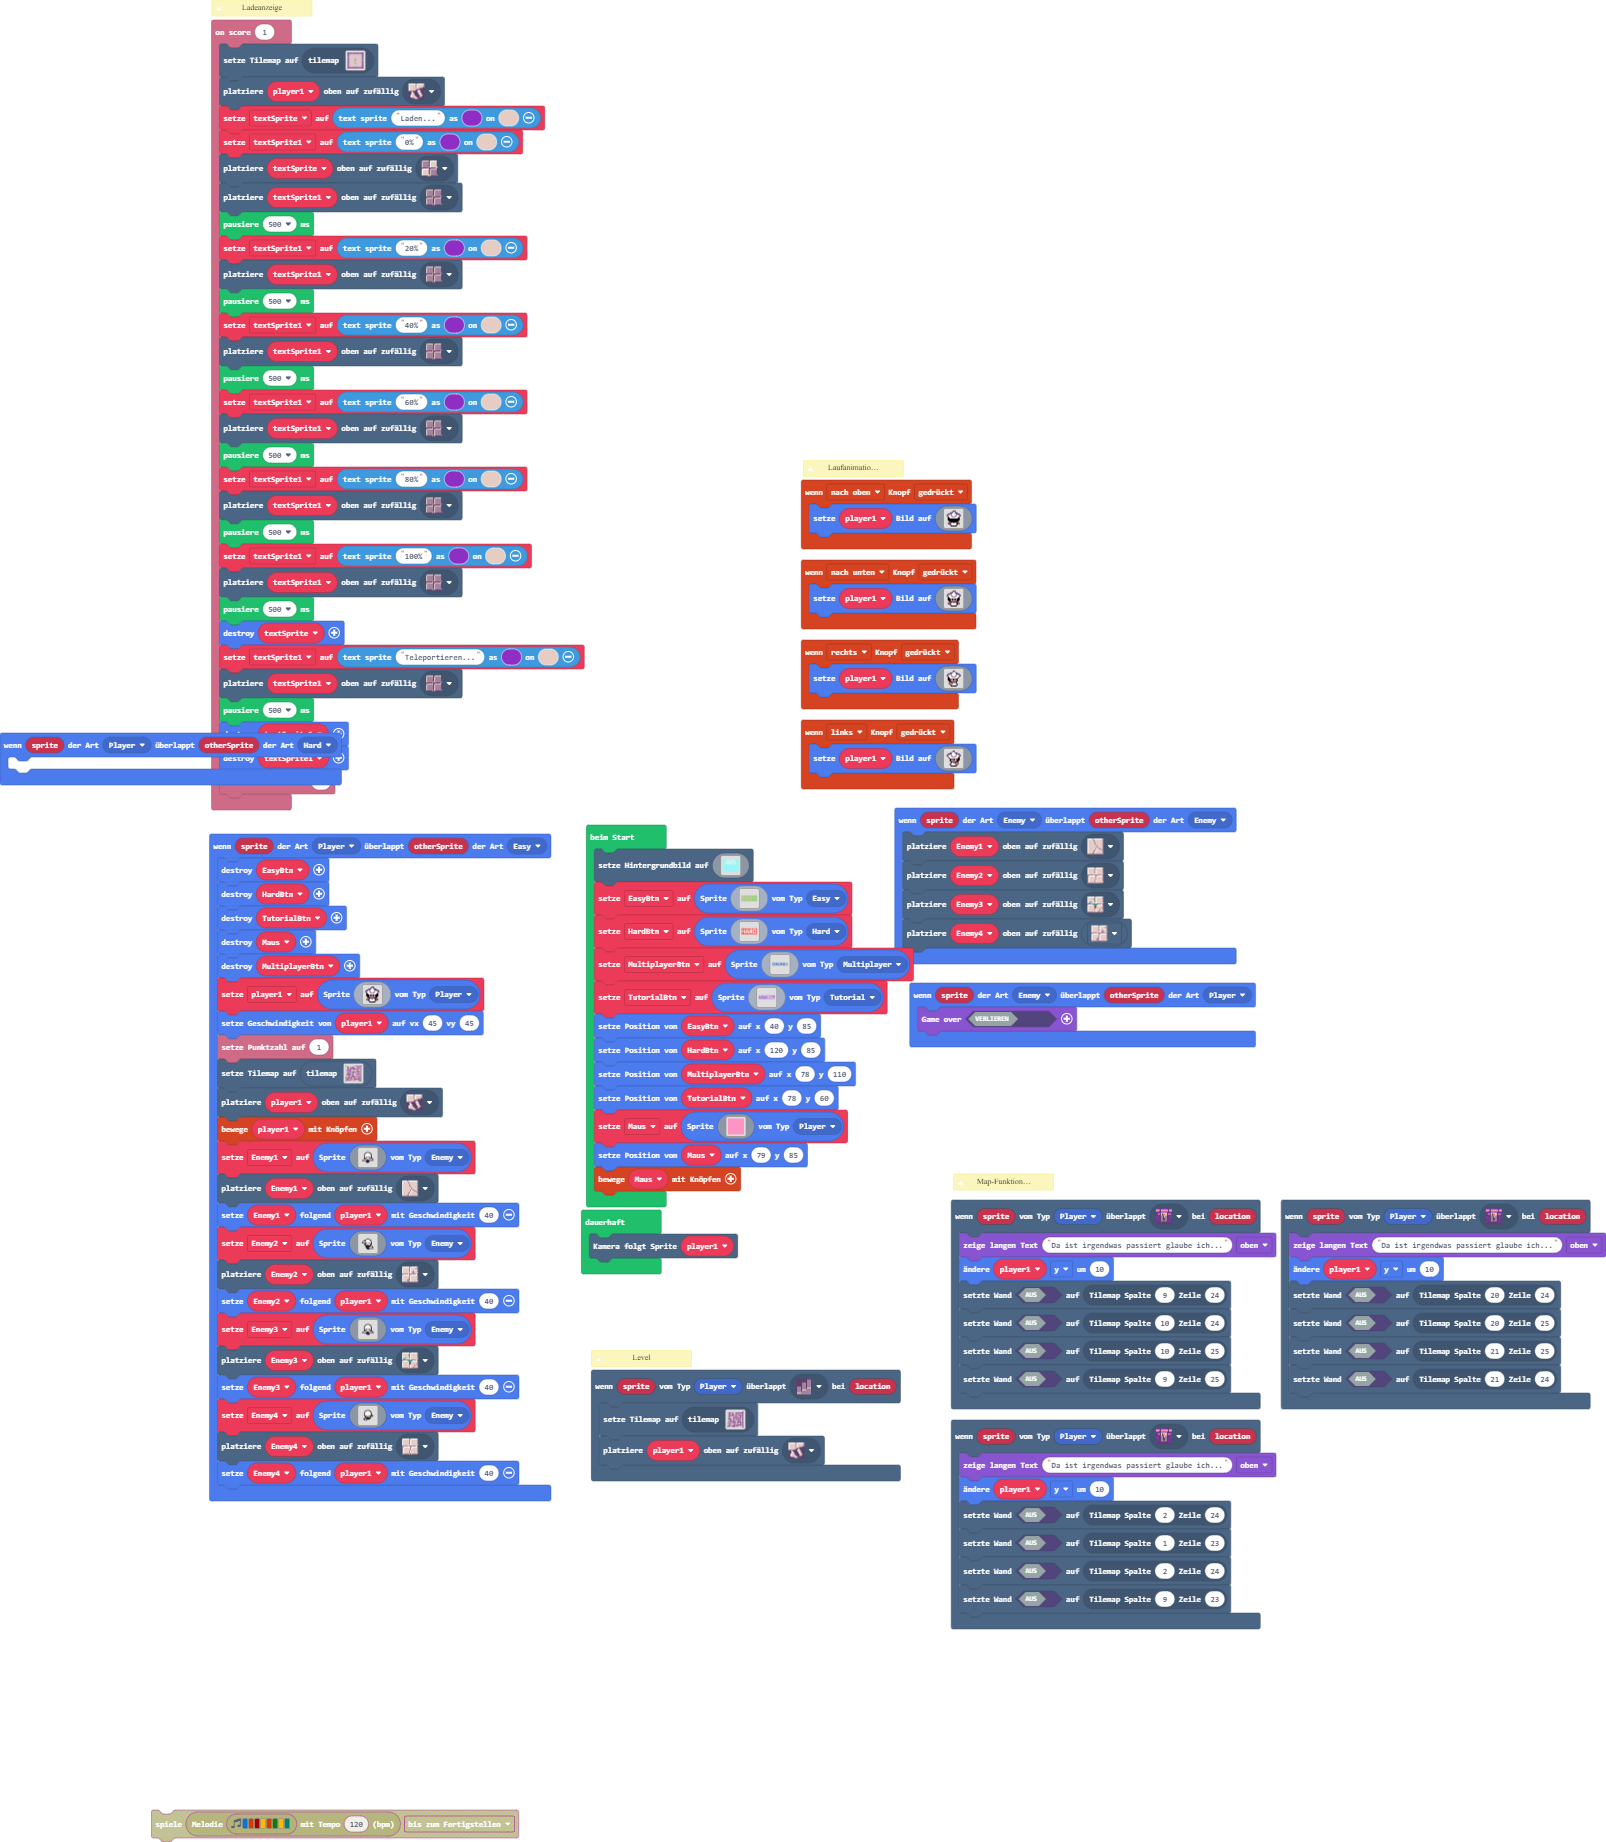 Ladeanzeige
on score 1
setze Tilemap auf tilemap
platziere player1 oben auf zufällig
setze textSprite auf text sprite "Laden..." as on
setze textSprite1 auf text sprite "0%" as on
platziere textSprite oben auf zufällig
platziere textSprite1 oben auf zufällig
pausiere 500 ms
setze textSprite1 auf text sprite "20%" as on
platziere textSprite1 oben auf zufällig
pausiere 500 ms
setze textSprite1 auf text sprite "40%" as on
platziere textSprite1 oben auf zufällig
pausiere 500 ms
setze textSprite1 auf text sprite "60%" as on
platziere textSprite1 oben auf zufällig
pausiere 500 ms
setze textSprite1 auf text sprite "80%" as on
platziere textSprite1 oben auf zufällig
pausiere 500 ms
setze textSprite1 auf text sprite "100%" as on
platziere textSprite1 oben auf zufällig
pausiere 500 ms
destroy textSprite
setze textSprite1 auf text sprite "Teleportieren..." as on
platziere textSprite1 oben auf zufällig
pausiere 500 ms
wenn sprite der Art Player überlappt otherSprite der Art Hard
destroy textSprite1
Laufanimatio...
wenn nach oben Knopf gedrückt
setze player1 Bild auf
wenn nach unten Knopf gedrückt
setze player1 Bild auf
wenn rechts Knopf gedrückt
setze player1 Bild auf
wenn links Knopf gedrückt
setze player1 Bild auf
wenn sprite der Art Player überlappt otherSprite der Art Easy
destroy EasyBtn
destroy HardBtn
destroy TutorialBtn
destroy Maus
destroy MultiplayerBtn
setze player1 auf Sprite vom Typ Player
setze Geschwindigkeit von player1 auf vx 45 vy 45
setze Punktzahl auf 1
setze Tilemap auf tilemap
platziere player1 oben auf zufällig
bewege player1 mit Knöpfen
setze Enemy1 auf Sprite vom Typ Enemy
platziere Enemy1 oben auf zufällig
setze Enemy1 folgend player1 mit Geschwindigkeit 40
setze Enemy2 auf Sprite vom Typ Enemy
platziere Enemy2 oben auf zufällig
setze Enemy2 folgend player1 mit Geschwindigkeit 40
setze Enemy3 auf Sprite vom Typ Enemy
platziere Enemy3 oben auf zufällig
setze Enemy3 folgend player1 mit Geschwindigkeit 40
setze Enemy4 auf Sprite vom Typ Enemy
platziere Enemy4 oben auf zufällig
setze Enemy4 folgend player1 mit Geschwindigkeit 40
beim Start
setze Hintergrundbild auf
setze EasyBtn auf Sprite vom Typ Easy
setze HardBtn auf Sprite vom Typ Hard
setze MultiplayerBtn auf Sprite vom Typ Multiplayer
setze TutorialBtn auf Sprite vom Typ Tutorial
setze Position von EasyBtn auf x 40 y 85
setze Position von HardBtn auf x 120 y 85
setze Position von MultiplayerBtn auf x 78 y 110
setze Position von TutorialBtn auf x 78 y 60
setze Maus auf Sprite vom Typ Player
setze Position von Maus auf x 79 y 85
bewege Maus mit Knöpfen
dauerhaft
Kamera folgt Sprite player1
wenn sprite der Art Enemy überlappt otherSprite der Art Enemy
platziere Enemy1 oben auf zufällig
platziere Enemy2 oben auf zufällig
platziere Enemy3 oben auf zufällig
platziere Enemy4 oben auf zufällig
wenn sprite der Art Enemy überlappt otherSprite der Art Player
Game over VERLIEREN
Level
wenn sprite vom Typ Player überlappt bei location
setze Tilemap auf tilemap
platziere player1 oben auf zufällig
Map-Funktion...
wenn sprite vom Typ Player überlappt bei location
zeige langen Text "Da ist irgendwas passiert glaube ich..." oben
ändere player1 y um 10
setzte Wand AUS auf Tilemap Spalte 9 Zeile 24
setzte Wand AUS auf Tilemap Spalte 10 Zeile 24
setzte Wand AUS auf Tilemap Spalte 10 Zeile 25
setzte Wand AUS auf Tilemap Spalte 9 Zeile 25
wenn sprite vom Typ Player überlappt bei location
zeige langen Text "Da ist irgendwas passiert glaube ich..." oben
ändere player1 y um 10
setzte Wand AUS auf Tilemap Spalte 20 Zeile 24
setzte Wand AUS auf Tilemap Spalte 20 Zeile 25
setzte Wand AUS auf Tilemap Spalte 21 Zeile 25
setzte Wand AUS auf Tilemap Spalte 21 Zeile 24
wenn sprite vom Typ Player überlappt bei location
zeige langen Text "Da ist irgendwas passiert glaube ich..." oben
ändere player1 y um 10
setzte Wand AUS auf Tilemap Spalte 2 Zeile 24
setzte Wand AUS auf Tilemap Spalte 1 Zeile 23
setzte Wand AUS auf Tilemap Spalte 2 Zeile 24
setzte Wand AUS auf Tilemap Spalte 9 Zeile 23
spiele Melodie mit Tempo 120 (bpm) bis zum Fertigstellen